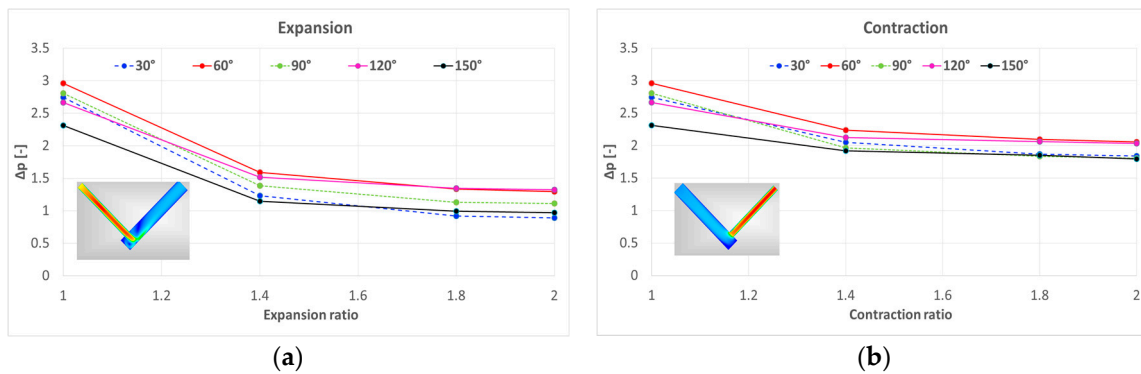 Expansion
3.5
30° 60° 90° 120° 150°
3
2.5
2
1.5
1
0.5
0
Δp [-]
1 1.2 1.4 1.6 1.8 2
Expansion ratio
(a)
Contraction
3.5
30° 60° 90° 120° 150°
3
2.5
2
1.5
1
0.5
0
Δp [-]
1 1.2 1.4 1.6 1.8 2
Contraction ratio
(b)